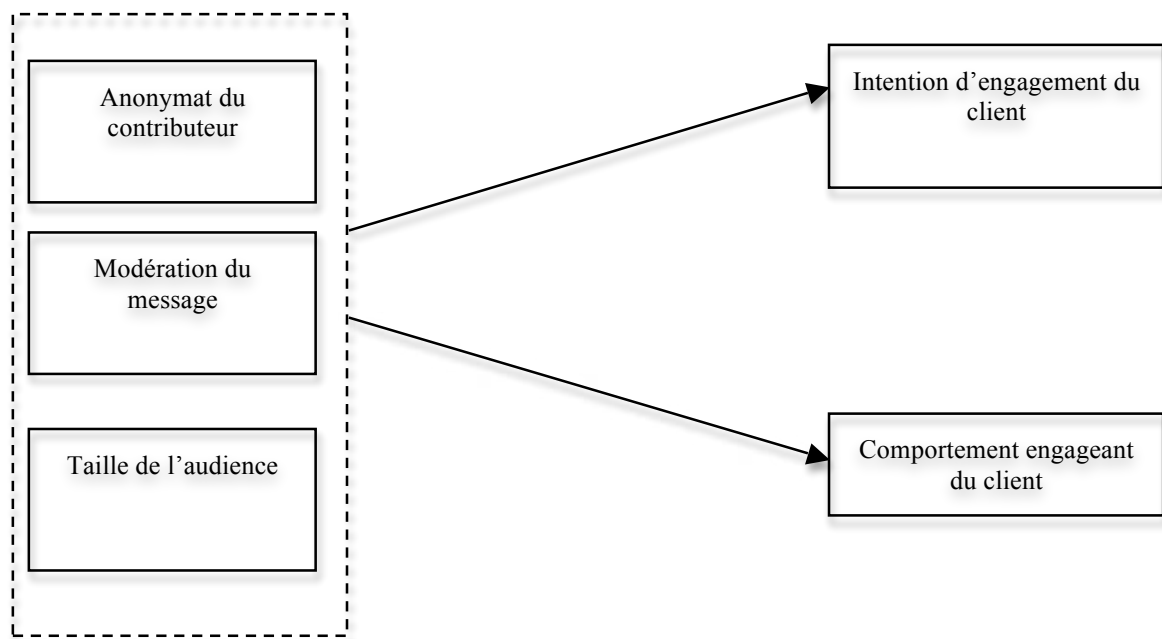 Anonymat du
contributeur
Modération du
message
Taille de l’audience
Intention d’engagement du
client
Comportement engageant
du client